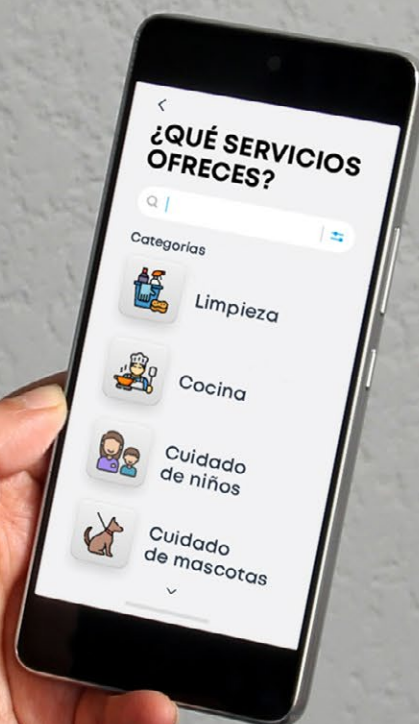 ¿QUÉ SERVICIOS
OFRECES?
Categorías
Limpieza
Cocina
Cuidado
de niños
Cuidado
de mascotas